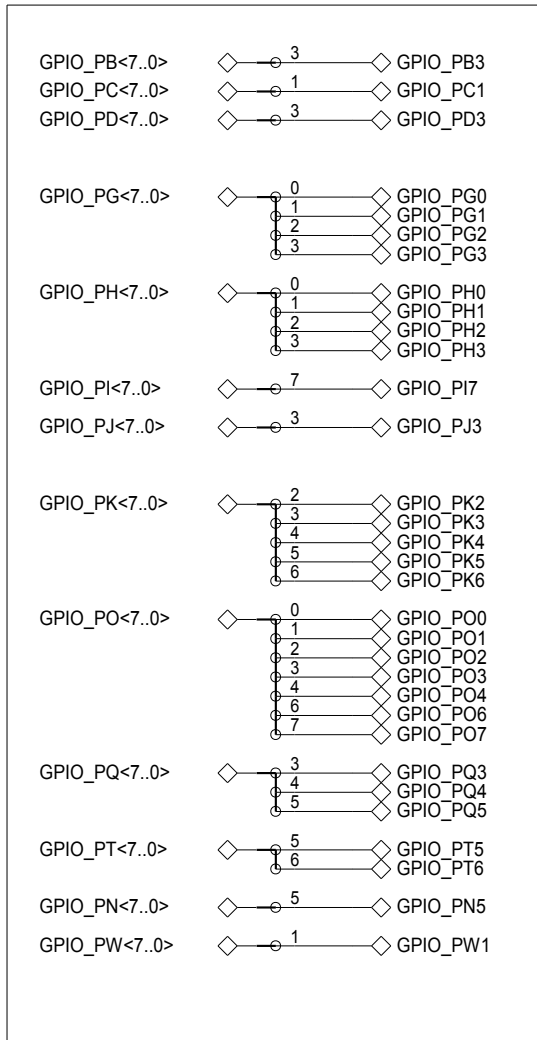 GPIO_PB<7..0> 3 GPIO_PB3
GPIO_PC<7..0> 1 GPIO_PC1
GPIO_PD<7..0> 3 GPIO_PD3
GPIO_PG<7..0> 0 GPIO_PG0
1 GPIO_PG1
2 GPIO_PG2
3 GPIO_PG3
GPIO_PH<7..0> 0 GPIO_PH0
1 GPIO_PH1
2 GPIO_PH2
3 GPIO_PH3
GPIO_PI<7..0> 7 GPIO_PI7
GPIO_PJ<7..0> 3 GPIO_PJ3
GPIO_PK<7..0> 2 GPIO_PK2
3 GPIO_PK3
4 GPIO_PK4
5 GPIO_PK5
6 GPIO_PK6
GPIO_PO<7..0> 0 GPIO_PO0
1 GPIO_PO1
2 GPIO_PO2
3 GPIO_PO3
4 GPIO_PO4
6 GPIO_PO6
7 GPIO_PO7
GPIO_PQ<7..0> 3 GPIO_PQ3
4 GPIO_PQ4
5 GPIO_PQ5
GPIO_PT<7..0> 5 GPIO_PT5
6 GPIO_PT6
GPIO_PN<7..0> 5 GPIO_PN5
GPIO_PW<7..0> 1 GPIO_PW1